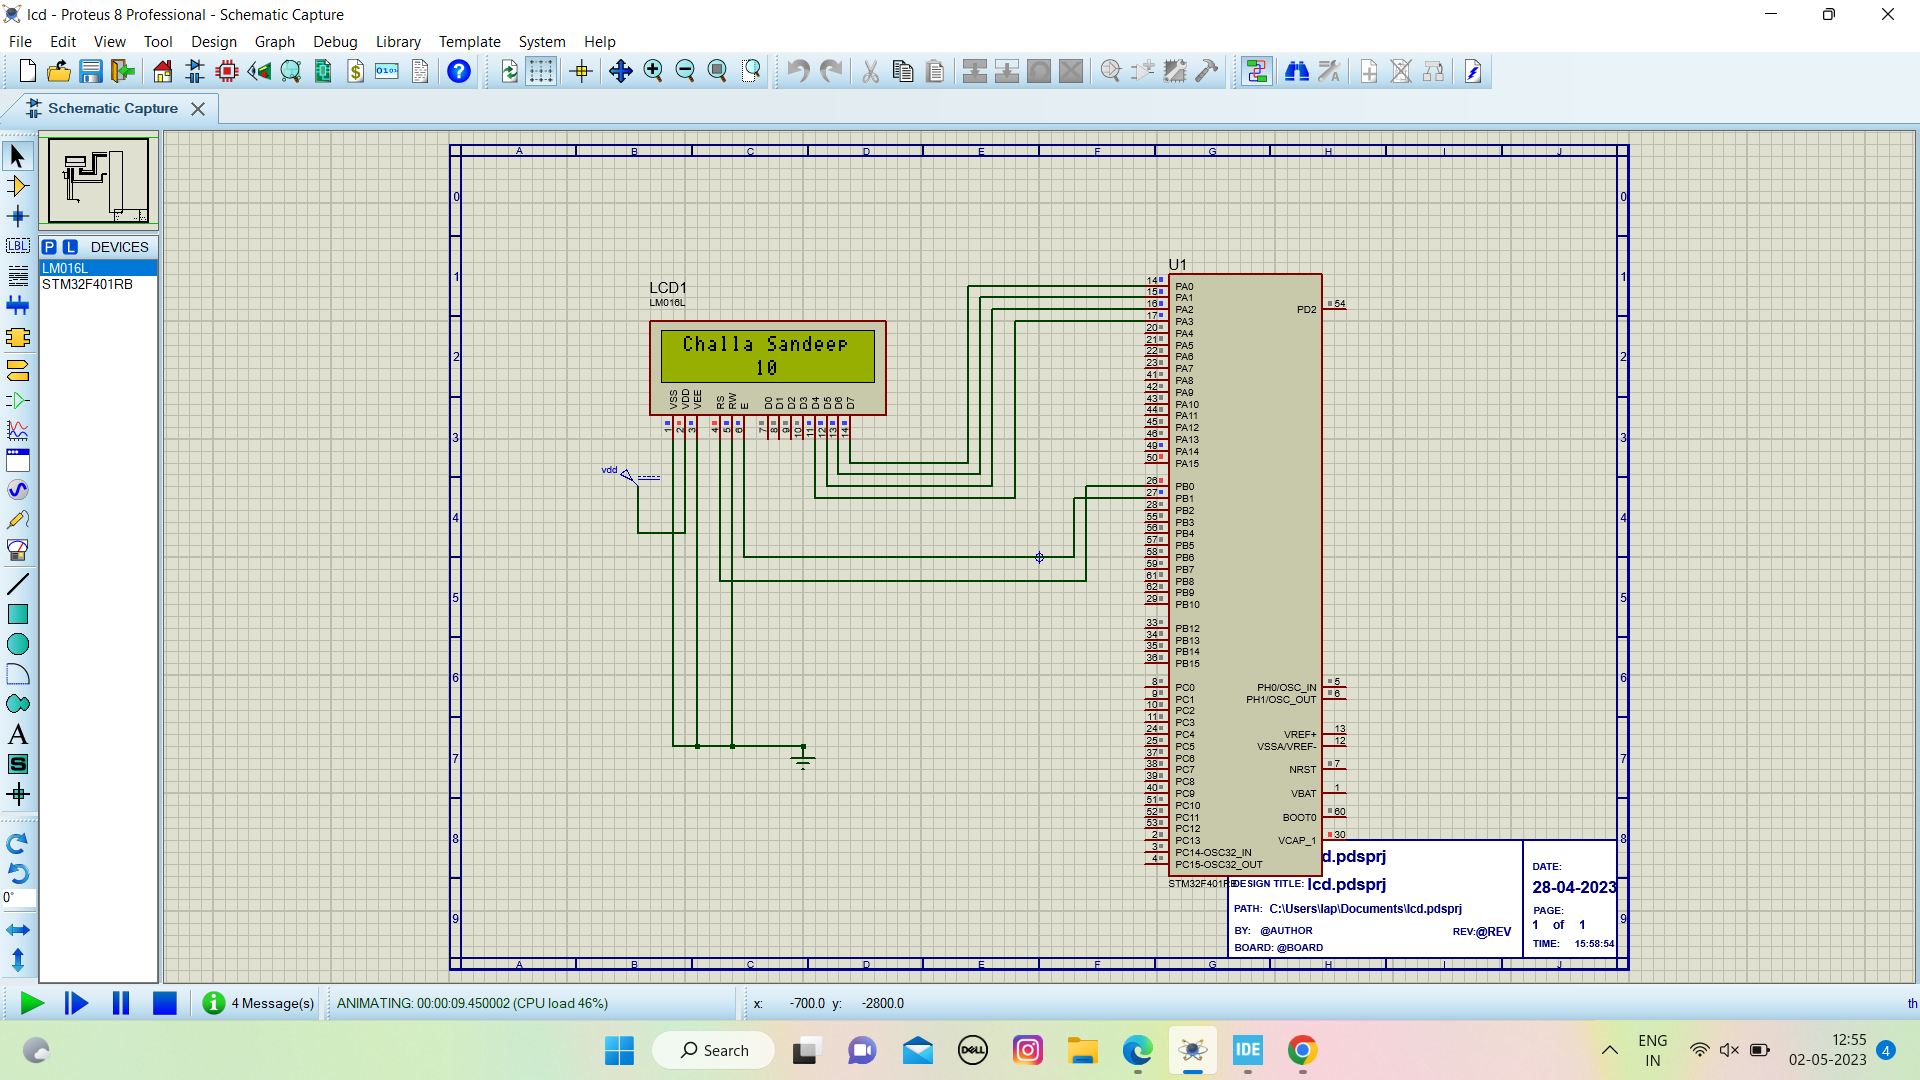 lcd - Proteus 8 Professional - Schematic Capture
File Edit View Tool Design Graph Debug Library Template System Help
Schematic Capture
P L DEVICES
LM016L
STM32F401RB
LBL
A
S
0°
A B C D E F G H I J
0 1 2 3 4 5 6 7 8 9
LCD1
LM016L
Challa Sandeep
10
VSS VDD VEE RS RW E D0 D1 D2 D3 D4 D5 D6 D7
1 2 3 4 5 6 7 8 9 10 11 12 13 14
vdd
U1
14 PA0
15 PA1
16 PA2
17 PA3
20 PA4
21 PA5
22 PA6
23 PA7
41 PA8
42 PA9
43 PA10
44 PA11
45 PA12
46 PA13
49 PA14
50 PA15
26 PB0
27 PB1
28 PB2
55 PB3
56 PB4
57 PB5
58 PB6
59 PB7
61 PB8
62 PB9
29 PB10
33 PB12
34 PB13
35 PB14
36 PB15
8 PC0
9 PC1
10 PC2
11 PC3
24 PC4
25 PC5
37 PC6
38 PC7
39 PC8
40 PC9
51 PC10
52 PC11
53 PC12
2 PC13
3 PC14-OSC32_IN
4 PC15-OSC32_OUT
PD2 54
PH0/OSC_IN 5
PH1/OSC_OUT 6
VREF+ 13
VSSA/VREF- 12
NRST 7
VBAT 1
BOOT0 60
VCAP_1 30
STM32F401RB
d.pdsprj
DESIGN TITLE: lcd.pdsprj
PATH: C:\Users\lap\Documents\lcd.pdsprj
BY: @AUTHOR REV:@REV
BOARD: @BOARD
DATE:
28-04-2023
PAGE:
1 of 1
TIME: 15:58:54
A B C D E F G H I J
4 Message(s) ANIMATING: 00:00:09.450002 (CPU load 46%) x: -700.0 y: -2800.0 th
Search
DELL
IDE
ENG
IN
12:55
02-05-2023
4